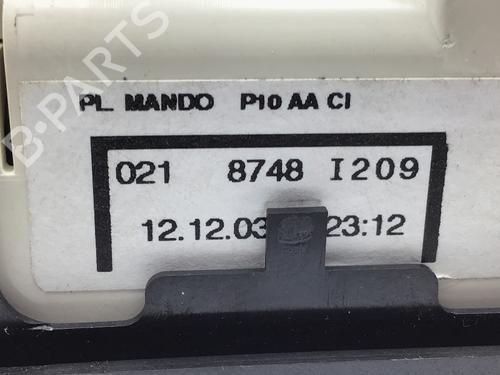 PL. MANDO P10 AA CI
021 8748 I209
12.12.03 23:12
B-PARTS